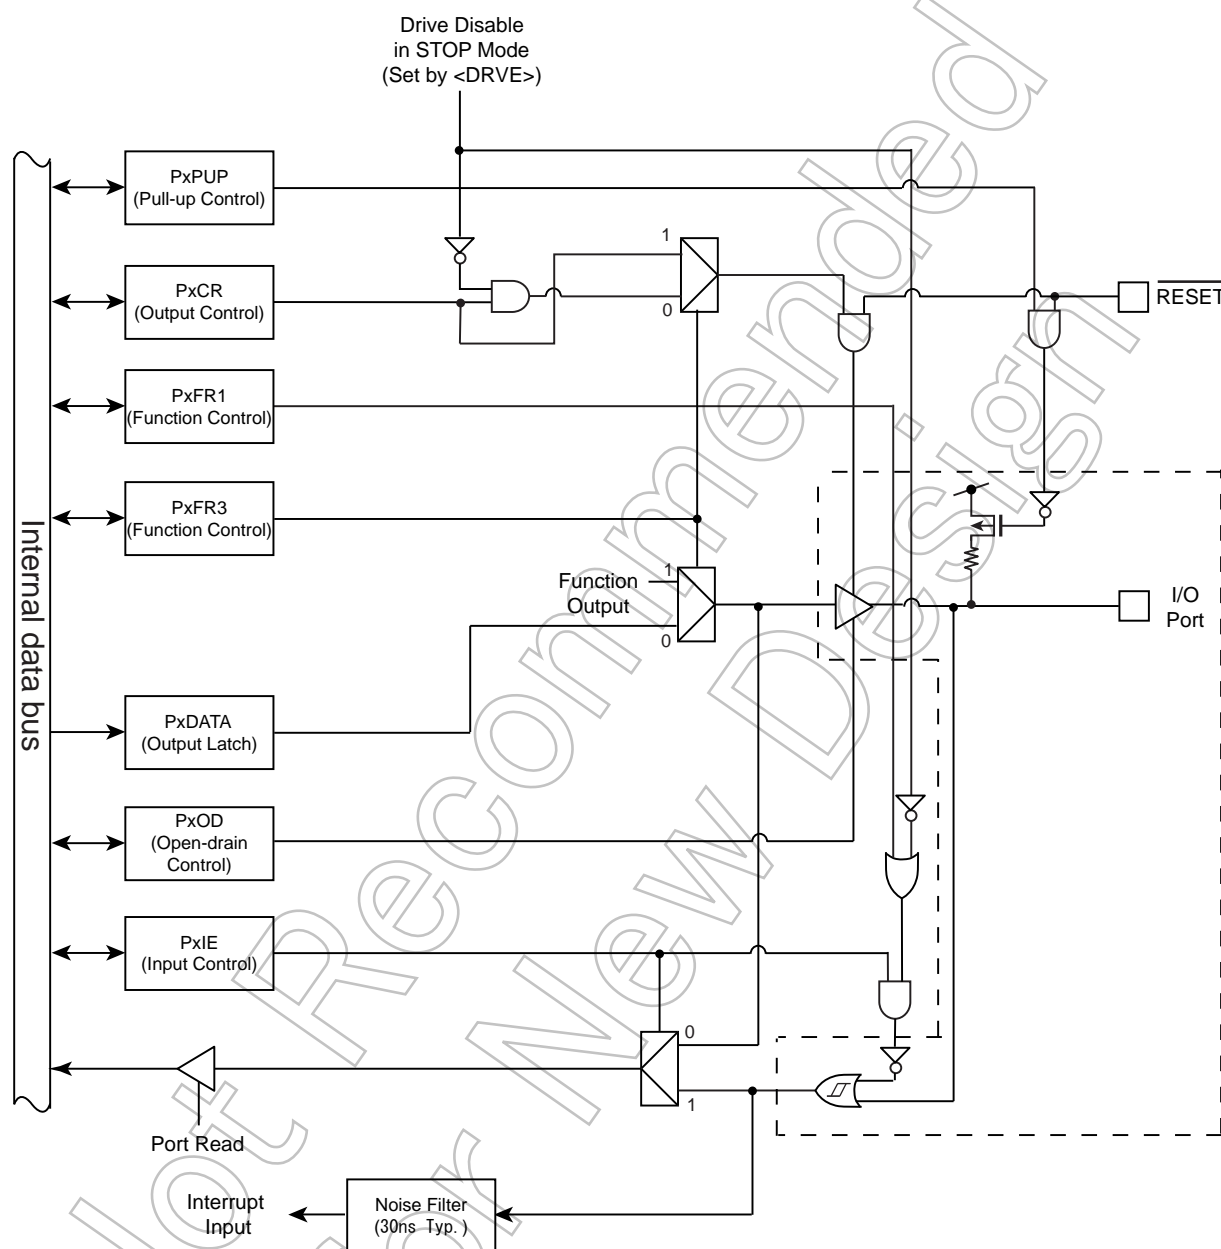 Drive Disable
in STOP Mode
(Set by <DRVE>)
PxPUP
(Pull-up Control)
1
PxCR
(Output Control)
0
RESET
PxFR1
(Function Control)
PxFR3
(Function Control)
Internal data bus
1
Function
Output
0
I/O
Port
PxDATA
(Output Latch)
PxOD
(Open-drain
Control)
PxIE
(Input Control)
0
1
Port Read
Interrupt
Input
Noise Filter
(30ns Typ.)
Not Recommended
for New Design